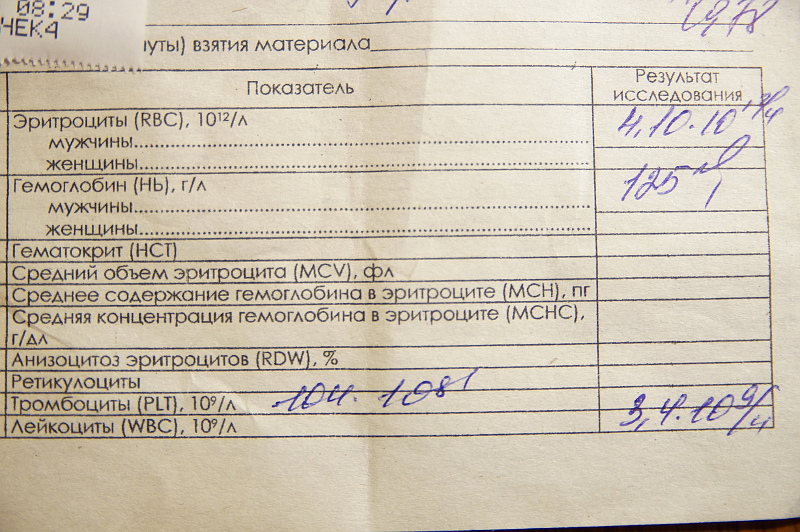 08:29
ЧЕК4
1978
нуты) взятия материала
Показатель
Результат исследования
Эритроциты (RBC), 10¹²/л
4,10·10¹²/л
мужчины
женщины
Гемоглобин (Hb), г/л
125 г/л
мужчины
женщины
Гематокрит (HCT)
Средний объем эритроцита (MCV), фл
Среднее содержание гемоглобина в эритроците (MCH), пг
Средняя концентрация гемоглобина в эритроците (MCHC),
г/дл
Анизоцитоз эритроцитов (RDW), %
Ретикулоциты
Тромбоциты (PLT), 10⁹/л
Лейкоциты (WBC), 10⁹/л
3,4·10⁹/л